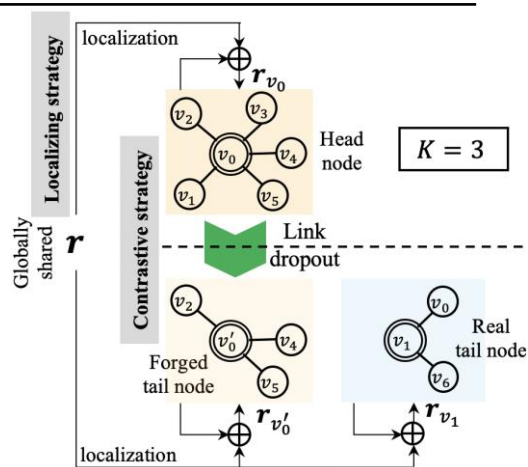 Localizing strategy
localization
r_{v_0}
v_2
v_3
v_0
v_4
v_1
v_5
Head
node
K = 3
Contrastive strategy
Globally
shared
r
Link
dropout
v_2
v_0'
v_4
v_5
Forged
tail node
v_0
v_1
v_6
Real
tail node
r_{v_0'}
r_{v_1}
localization